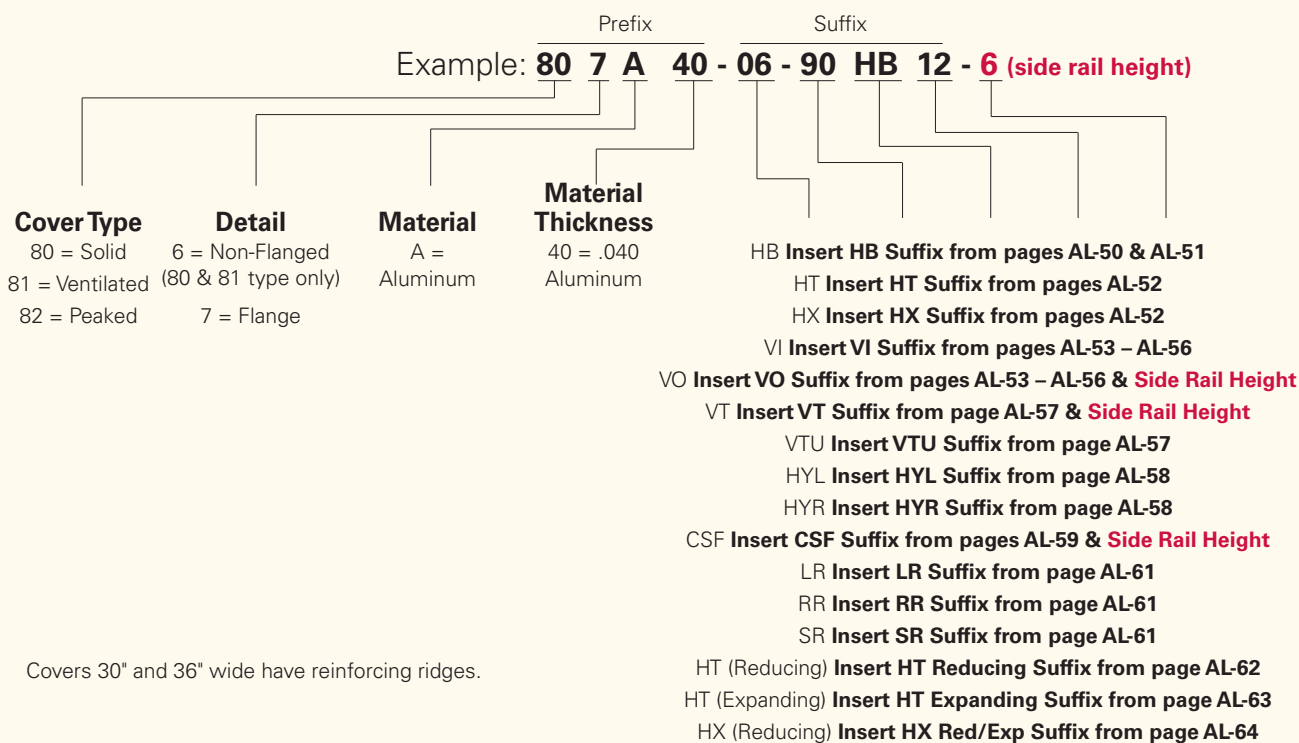 Prefix Suffix
Example: 80 7 A 40 - 06 - 90 HB 12 - 6 (side rail height)
Cover Type
80 = Solid
81 = Ventilated
82 = Peaked
Detail
6 = Non-Flanged
(80 & 81 type only)
7 = Flange
Material
A =
Aluminum
Material
Thickness
40 = .040
Aluminum
HB Insert HB Suffix from pages AL-50 & AL-51
HT Insert HT Suffix from pages AL-52
HX Insert HX Suffix from pages AL-52
VI Insert VI Suffix from pages AL-53 – AL-56
VO Insert VO Suffix from pages AL-53 – AL-56 & Side Rail Height
VT Insert VT Suffix from page AL-57 & Side Rail Height
VTU Insert VTU Suffix from page AL-57
HYL Insert HYL Suffix from page AL-58
HYR Insert HYR Suffix from page AL-58
CSF Insert CSF Suffix from pages AL-59 & Side Rail Height
LR Insert LR Suffix from page AL-61
RR Insert RR Suffix from page AL-61
SR Insert SR Suffix from page AL-61
HT (Reducing) Insert HT Reducing Suffix from page AL-62
HT (Expanding) Insert HT Expanding Suffix from page AL-63
HX (Reducing) Insert HX Red/Exp Suffix from page AL-64
Covers 30" and 36" wide have reinforcing ridges.